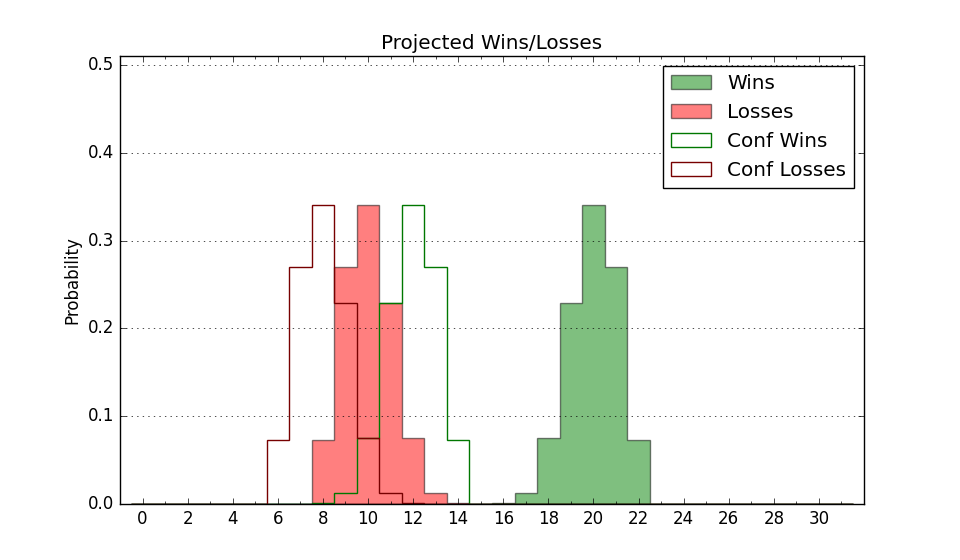 Projected Wins/Losses
Probability
0.5
0.4
0.3
0.2
0.1
0.0
Wins
Losses
Conf Wins
Conf Losses
0 2 4 6 8 10 12 14 16 18 20 22 24 26 28 30